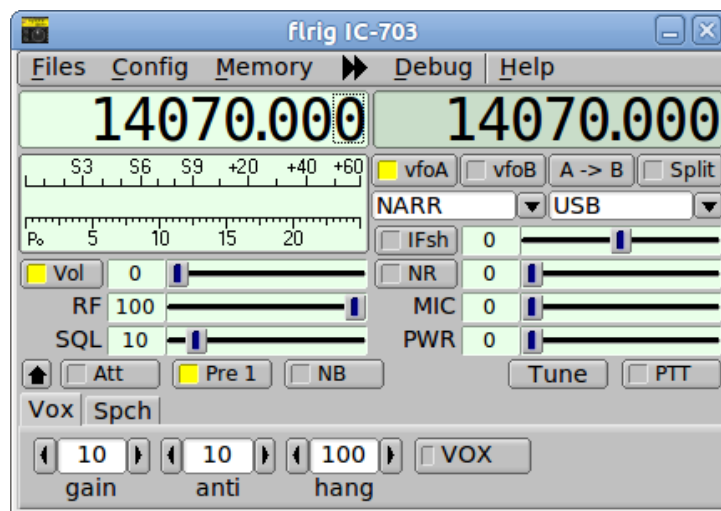 flrig IC-703
Files Config Memory Debug Help
14070.000 14070.000
S3 S6 S9 +20 +40 +60
vfoA vfoB A -> B Split
NARR USB
Po 5 10 15 20
IFsh 0
Vol 0 NR 0
RF 100 MIC 0
SQL 10 PWR 0
Att Pre 1 NB Tune PTT
Vox Spch
10 10 100 VOX
gain anti hang